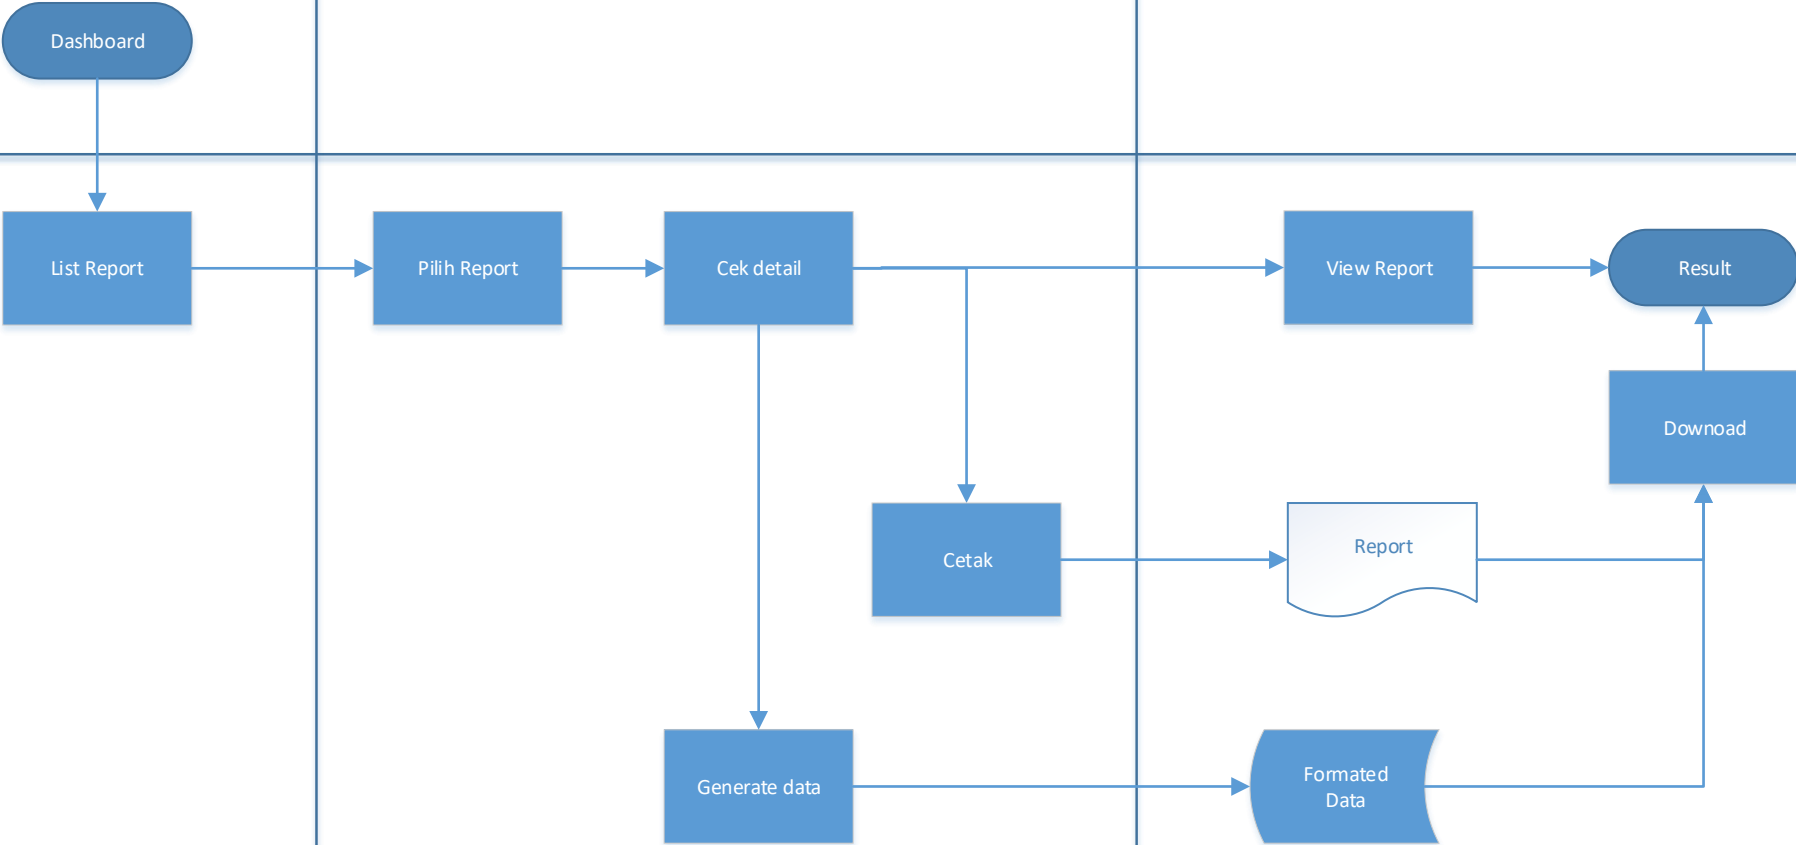 Dashboard
List Report
Pilih Report
Cek detail
View Report
Result
Downoad
Cetak
Report
Generate data
Formated
Data